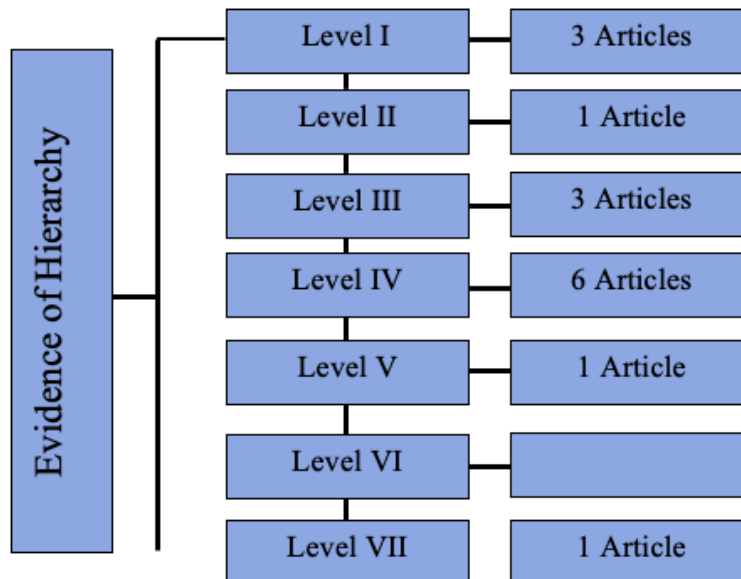 Evidence of Hierarchy
Level I
3 Articles
Level II
1 Article
Level III
3 Articles
Level IV
6 Articles
Level V
1 Article
Level VI
Level VII
1 Article